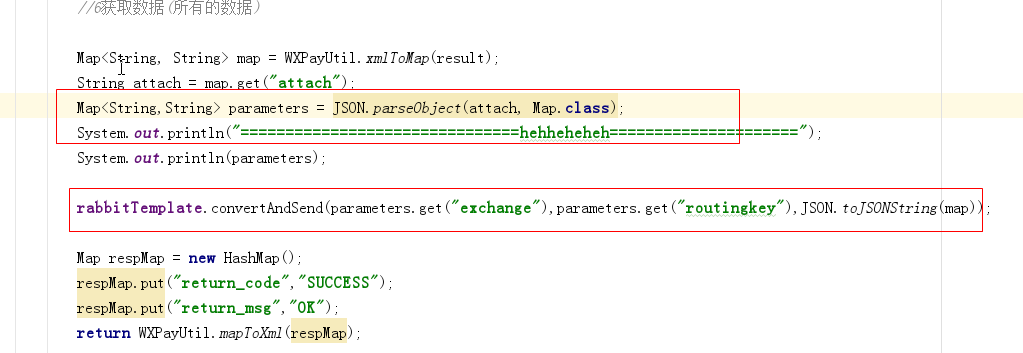 //6获取数据(所有的数据)
Map<String, String> map = WXPayUtil.xmlToMap(result);
String attach = map.get("attach");
Map<String,String> parameters = JSON.parseObject(attach, Map.class);
System.out.println("===============================hehheheheh=====================");
System.out.println(parameters);
rabbitTemplate.convertAndSend(parameters.get("exchange"),parameters.get("routingkey"),JSON.toJSONString(map));
Map respMap = new HashMap();
respMap.put("return_code","SUCCESS");
respMap.put("return_msg","OK");
return WXPayUtil.mapToXml(respMap);